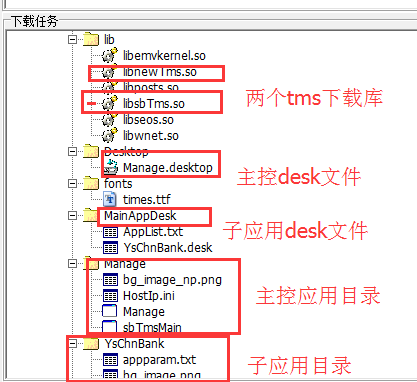 下载任务
lib
libemvkernel.so
libnewTms.so
libposts.so
libsbTms.so
libseos.so
libwnet.so
两个tms下载库
Desktop
Manage.desktop
主控desk文件
fonts
times.ttf
MainAppDesk
AppList.txt
YsChnBank.desk
子应用desk文件
Manage
bg_image_np.png
HostIp.ini
Manage
sbTmsMain
主控应用目录
YsChnBank
appparam.txt
bg_image.png
子应用目录